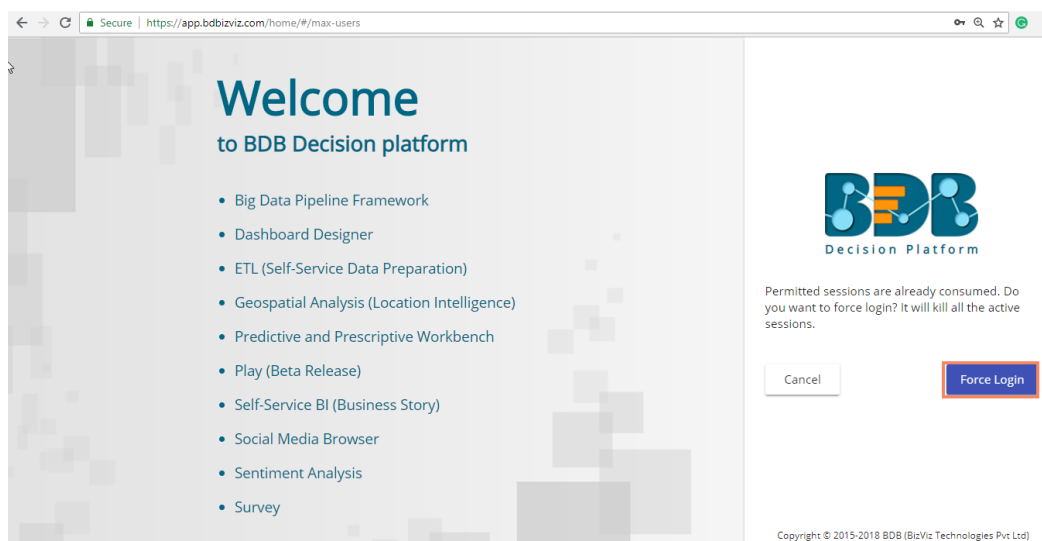 Secure | https://app.bdbizviz.com/home/#/max-users
Welcome
to BDB Decision platform
Big Data Pipeline Framework
Dashboard Designer
ETL (Self-Service Data Preparation)
Geospatial Analysis (Location Intelligence)
Predictive and Prescriptive Workbench
Play (Beta Release)
Self-Service BI (Business Story)
Social Media Browser
Sentiment Analysis
Survey
BDB
Decision Platform
Permitted sessions are already consumed. Do
you want to force login? It will kill all the active
sessions.
Cancel
Force Login
Copyright © 2015-2018 BDB (BizViz Technologies Pvt Ltd)